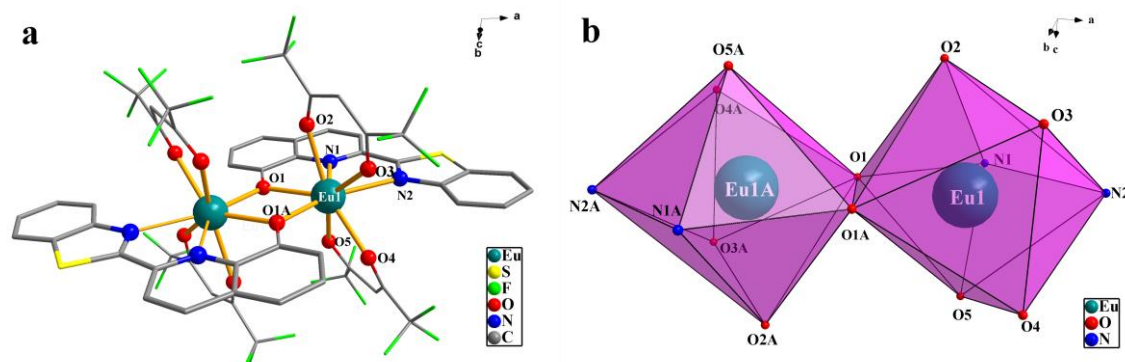 a
a
c
b
O2
N1
O3
O1
Eu1
N2
O1A
O5
O4
Eu
S
F
O
N
C
b
a
b c
O5A
O2
O4A
O3
O1
N1
Eu1A
Eu1
N2A
N2
N1A
O1A
O3A
O5
O4
O2A
Eu
O
N